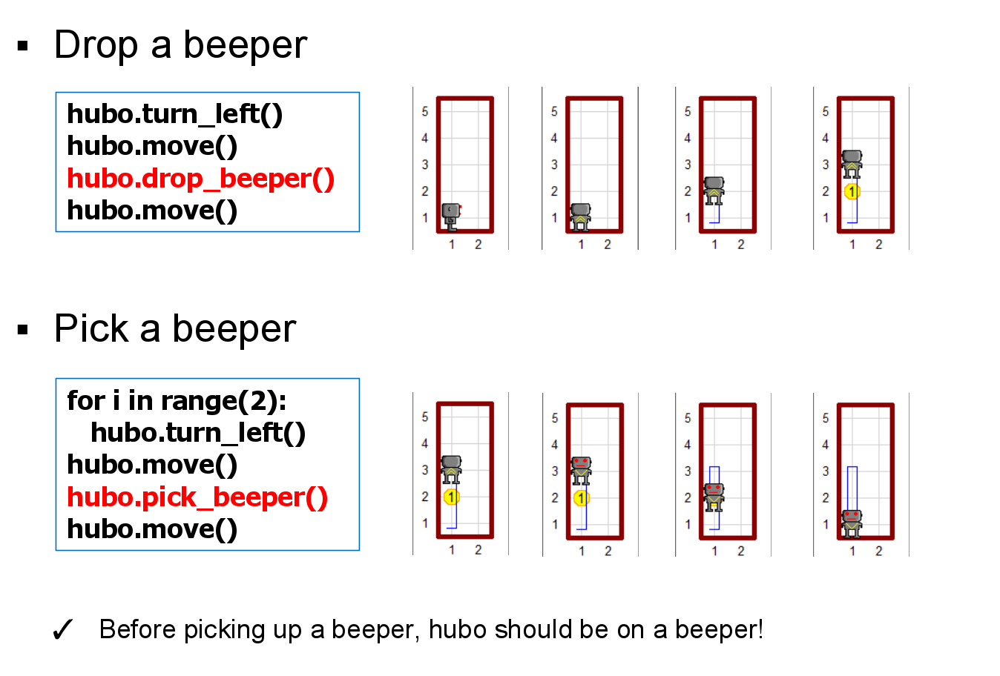 ▪ Drop a beeper
hubo.turn_left()
hubo.move()
hubo.drop_beeper()
hubo.move()
5 5 5 5
4 4 4 4
3 3 3 3
2 2 2 2 1
1 1 1 1
1 2 1 2 1 2 1 2
▪ Pick a beeper
for i in range(2):
hubo.turn_left()
hubo.move()
hubo.pick_beeper()
hubo.move()
5 5 5 5
4 4 4 4
3 3 3 3
2 1 2 1 2 2
1 1 1 1
1 2 1 2 1 2 1 2
✓ Before picking up a beeper, hubo should be on a beeper!